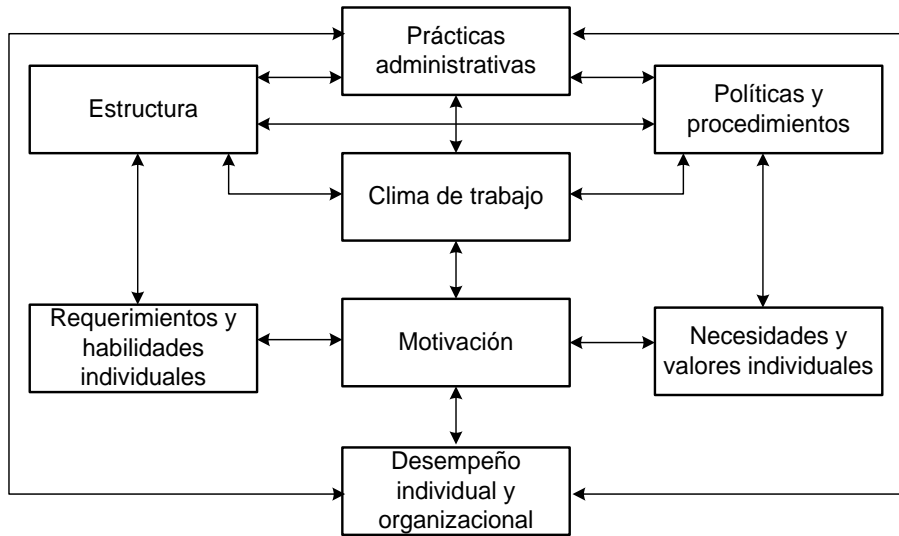 Prácticas
administrativas
Estructura
Políticas y
procedimientos
Clima de trabajo
Requerimientos y
habilidades
individuales
Motivación
Necesidades y
valores individuales
Desempeño
individual y
organizacional